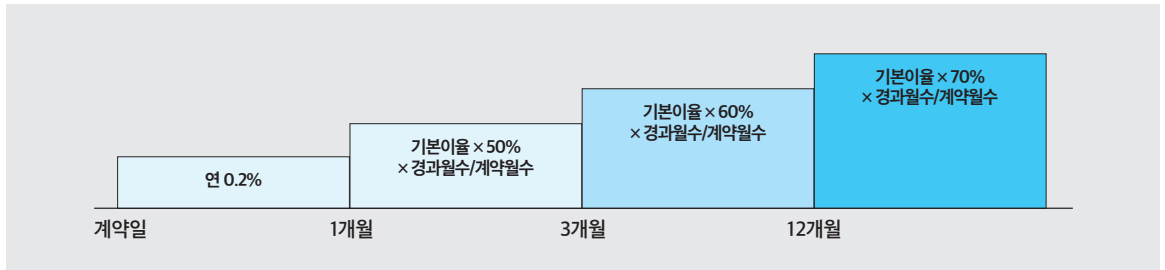 연 0.2%
기본이율 × 50%
× 경과월수/계약월수
기본이율 × 60%
× 경과월수/계약월수
기본이율 × 70%
× 경과월수/계약월수
계약일
1개월
3개월
12개월